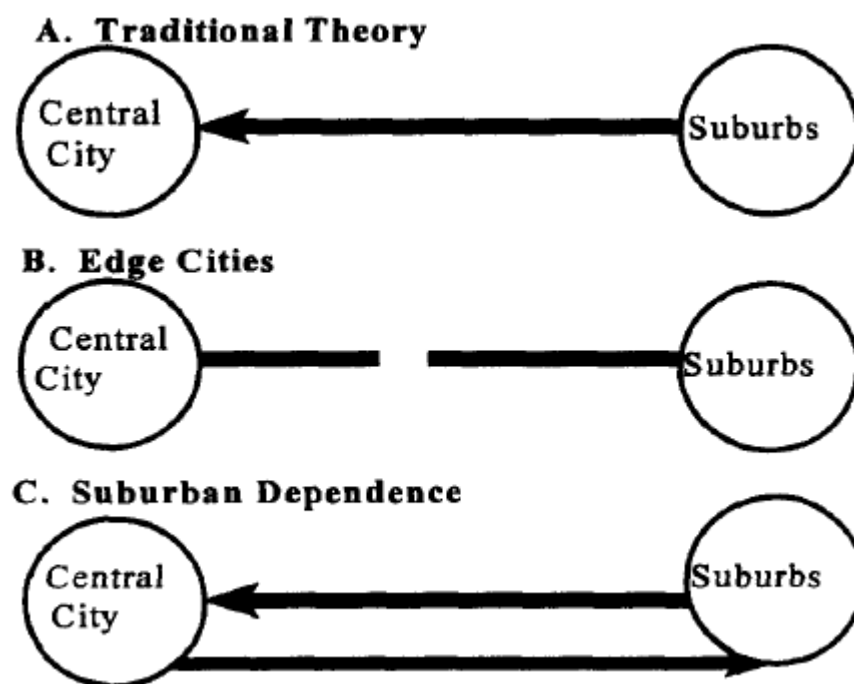 A. Traditional Theory
Central
City
Suburbs
B. Edge Cities
Central
City
Suburbs
C. Suburban Dependence
Central
City
Suburbs